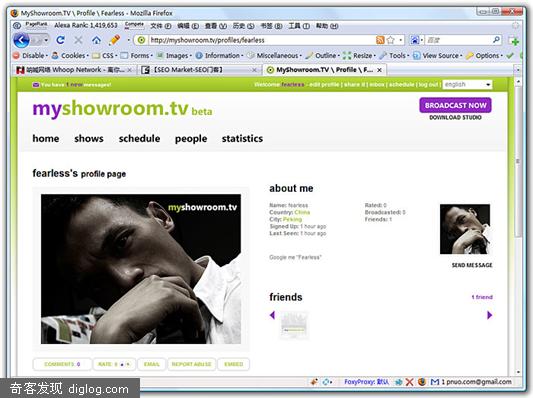 MyShowroom.TV \ Profile \ Fearless - Mozilla Firefox
PageRank Alexa Rank: 1,419,653 Compete 文件(F) 编辑(E) 查看(V) 历史(S) 书签(B) 工具(T) 帮助(H)
http://myshowroom.tv/profiles/fearless 百度
Disable Cookies CSS Forms Images Information Miscellaneous Outline Resize Tools View Source Options
呐喊网络 Whoop Network - 离你... 【SEO Market-SEO门客】 MyShowroom.TV \ Profile \ F...
You have 1 new messages! Welcome fearless edit profile | share it | inbox | schedule | log out | english
myshowroom.tv beta
BROADCAST NOW
DOWNLOAD STUDIO
home shows schedule people statistics
fearless's profile page
myshowroom.tv
COMMENTS: 0 RATE: 0 EMAIL REPORT ABUSE EMBED
about me
Name: fearless Rated: 0
Country: China Broadcasted: 0
City: Peking Friends: 1
Signed Up: 1 hour ago
Last Seen: 1 hour ago
Google me "Fearless"
SEND MESSAGE
friends 1 friend
FoxyProxy: 默认 1 pnuo.com@gmail.com
奇客发现 diglog.com